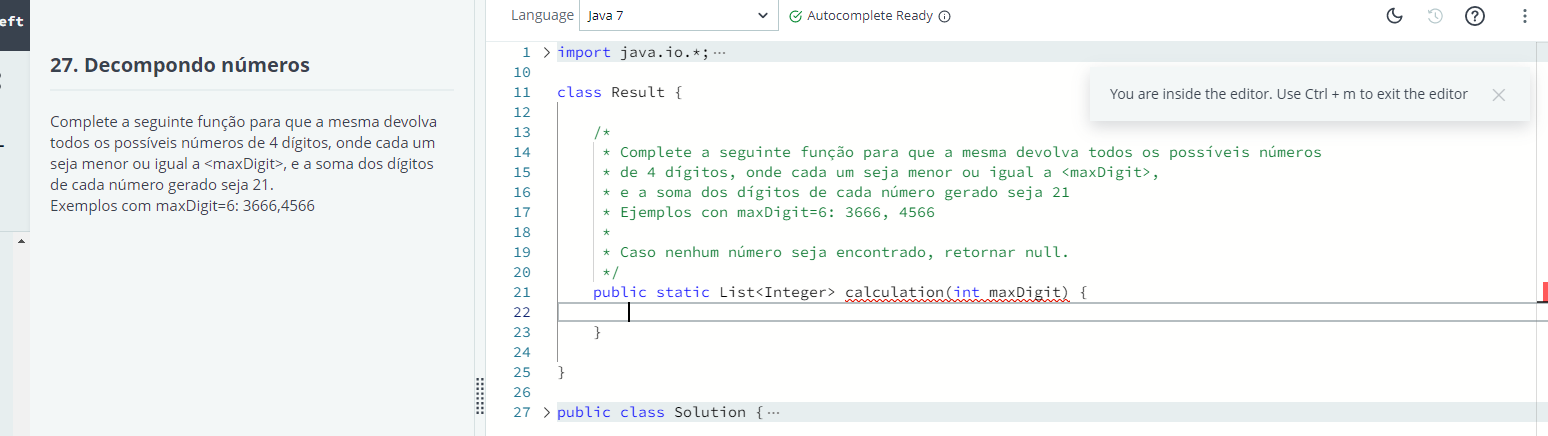 eft
27. Decompondo números
Complete a seguinte função para que a mesma devolva
todos os possíveis números de 4 dígitos, onde cada um
seja menor ou igual a <maxDigit>, e a soma dos dígitos
de cada número gerado seja 21.
Exemplos com maxDigit=6: 3666,4566
Language Java 7 Autocomplete Ready
You are inside the editor. Use Ctrl + m to exit the editor
1 import java.io.*;
10
11 class Result {
12
13 /*
14 * Complete a seguinte função para que a mesma devolva todos os possíveis números
15 * de 4 dígitos, onde cada um seja menor ou igual a <maxDigit>,
16 * e a soma dos dígitos de cada número gerado seja 21
17 * Ejemplos con maxDigit=6: 3666, 4566
18 *
19 * Caso nenhum número seja encontrado, retornar null.
20 */
21 public static List<Integer> calculation(int maxDigit) {
22
23 }
24
25 }
26
27 public class Solution {